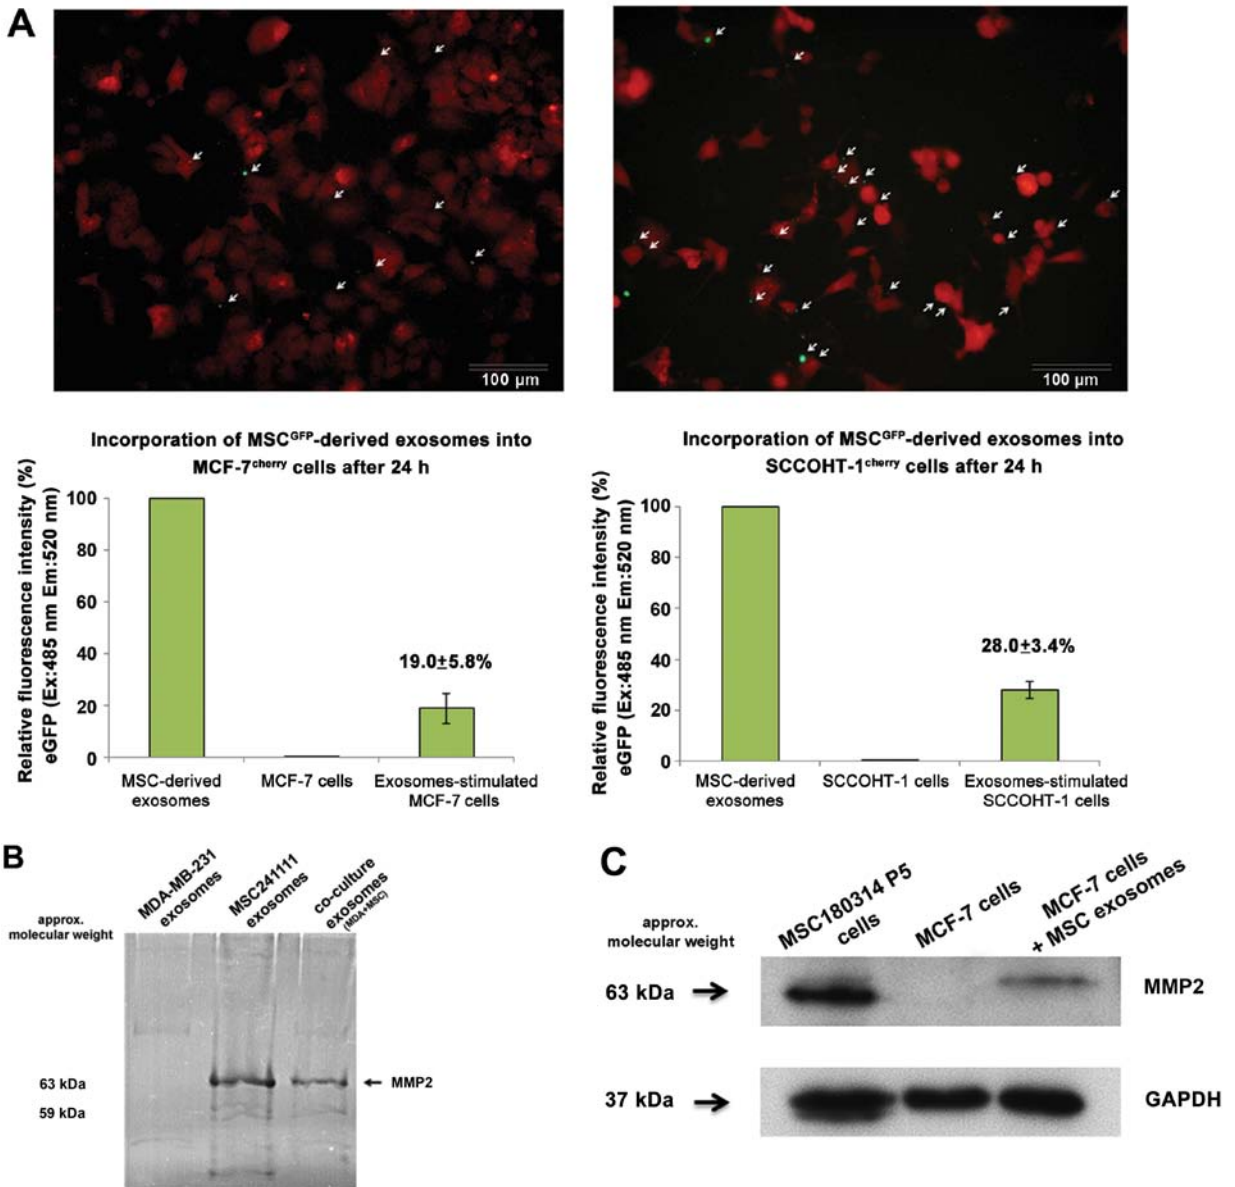 A
100 µm
100 µm
Incorporation of MSCGFP-derived exosomes into
MCF-7cherry cells after 24 h
Relative fluorescence intensity (%)
eGFP (Ex:485 nm Em:520 nm)
100
80
60
40
20
0
19.0±5.8%
MSC-derived
exosomes
MCF-7 cells
Exosomes-stimulated
MCF-7 cells
Incorporation of MSCGFP-derived exosomes into
SCCOHT-1cherry cells after 24 h
Relative fluorescence intensity (%)
eGFP (Ex:485 nm Em:520 nm)
100
80
60
40
20
0
28.0±3.4%
MSC-derived
exosomes
SCCOHT-1 cells
Exosomes-stimulated
SCCOHT-1 cells
B
approx.
molecular weight
MDA-MB-231
exosomes
MSC241111
exosomes
co-culture
exosomes
(MDA+MSC)
63 kDa
59 kDa
MMP2
C
approx.
molecular weight
MSC180314 P5
cells
MCF-7 cells
MCF-7 cells
+ MSC exosomes
63 kDa
MMP2
37 kDa
GAPDH